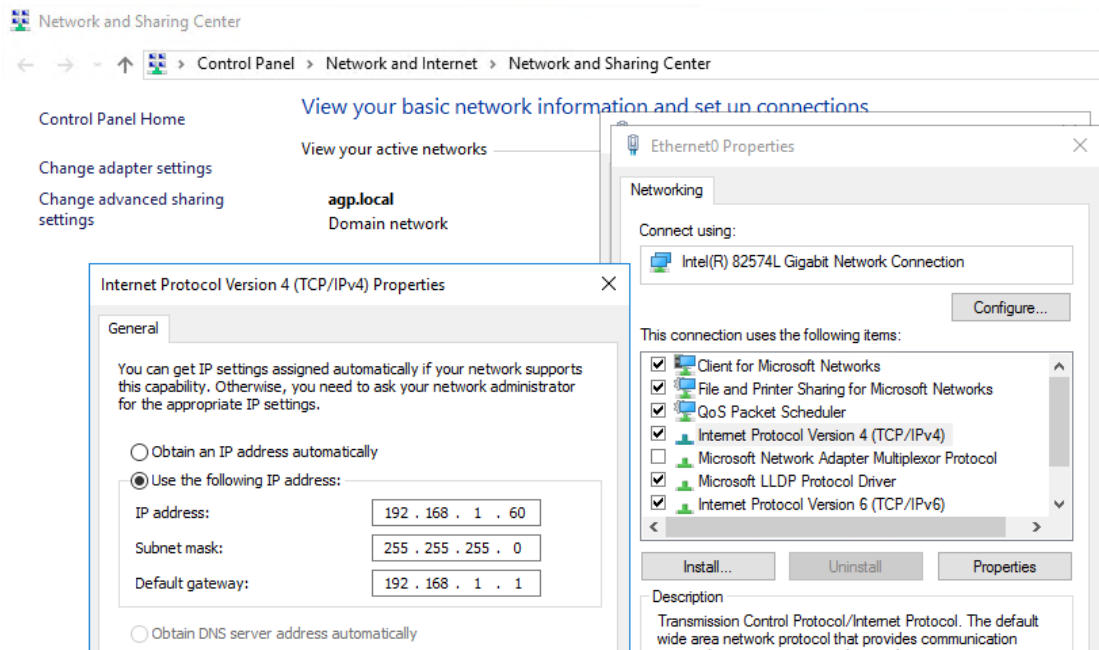 Network and Sharing Center
Control Panel > Network and Internet > Network and Sharing Center
Control Panel Home
Change adapter settings
Change advanced sharing
settings
View your basic network information and set up connections
View your active networks
agp.local
Domain network
Ethernet0 Properties
Networking
Connect using:
Intel(R) 82574L Gigabit Network Connection
Configure...
This connection uses the following items:
Client for Microsoft Networks
File and Printer Sharing for Microsoft Networks
QoS Packet Scheduler
Internet Protocol Version 4 (TCP/IPv4)
Microsoft Network Adapter Multiplexor Protocol
Microsoft LLDP Protocol Driver
Internet Protocol Version 6 (TCP/IPv6)
Install...
Uninstall
Properties
Description
Transmission Control Protocol/Internet Protocol. The default
wide area network protocol that provides communication
Internet Protocol Version 4 (TCP/IPv4) Properties
General
You can get IP settings assigned automatically if your network supports
this capability. Otherwise, you need to ask your network administrator
for the appropriate IP settings.
Obtain an IP address automatically
Use the following IP address:
IP address: 192 . 168 . 1 . 60
Subnet mask: 255 . 255 . 255 . 0
Default gateway: 192 . 168 . 1 . 1
Obtain DNS server address automatically